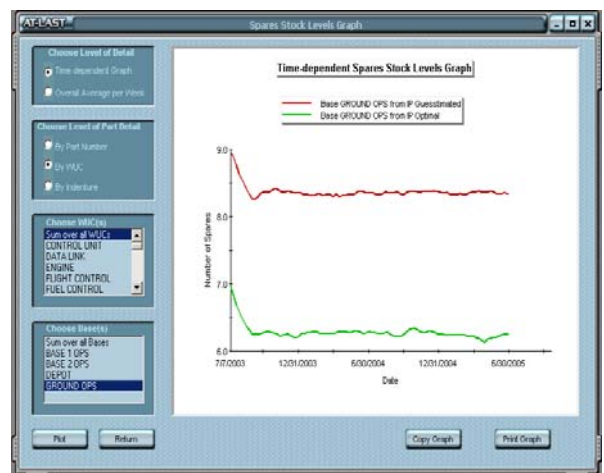 AT-LAST
Spares Stock Levels Graph
Choose Level of Detail
Time-dependent Graph
Overall Average per Week
Choose Level of Part Detail
By Part Number
By WUC
By Indenture
Choose WUC(s)
Sum over all WUCs
CONTROL UNIT
DATA LINK
ENGINE
FLIGHT CONTROL
FUEL CONTROL
Choose Base(s)
Sum over all Bases
BASE 1 OPS
BASE 2 OPS
DEPOT
GROUND OPS
Plot
Return
Time-dependent Spares Stock Levels Graph
Base GROUND OPS from IP Guesstimated
Base GROUND OPS from IP Optimal
Number of Spares
9.0
8.0
7.0
6.0
7/7/2003
12/31/2003
6/30/2004
12/31/2004
6/30/2005
Date
Copy Graph
Print Graph